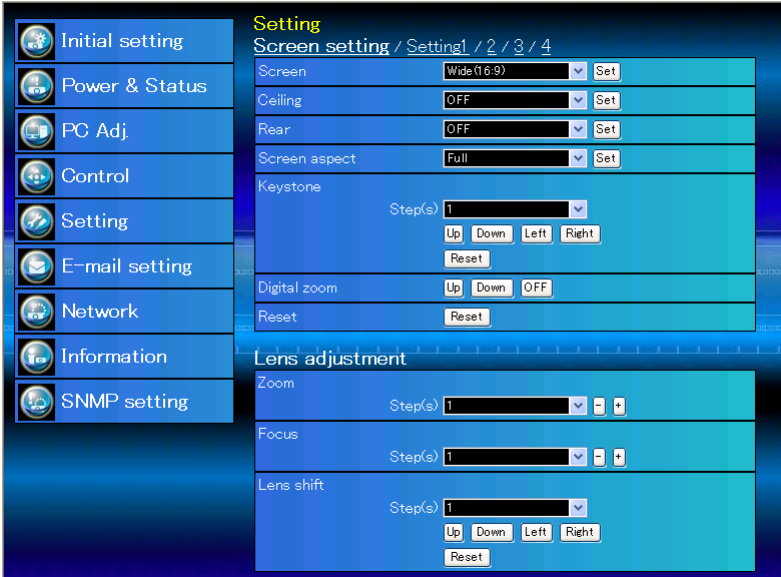 Initial setting
Power & Status
PC Adj.
Control
Setting
E-mail setting
Network
Information
SNMP setting
Setting
Screen setting / Setting1 / 2 / 3 / 4
Screen Wide(16:9) Set
Ceiling OFF Set
Rear OFF Set
Screen aspect Full Set
Keystone
Step(s) 1
Up Down Left Right
Reset
Digital zoom Up Down OFF
Reset Reset
Lens adjustment
Zoom
Step(s) 1 - +
Focus
Step(s) 1 - +
Lens shift
Step(s) 1
Up Down Left Right
Reset